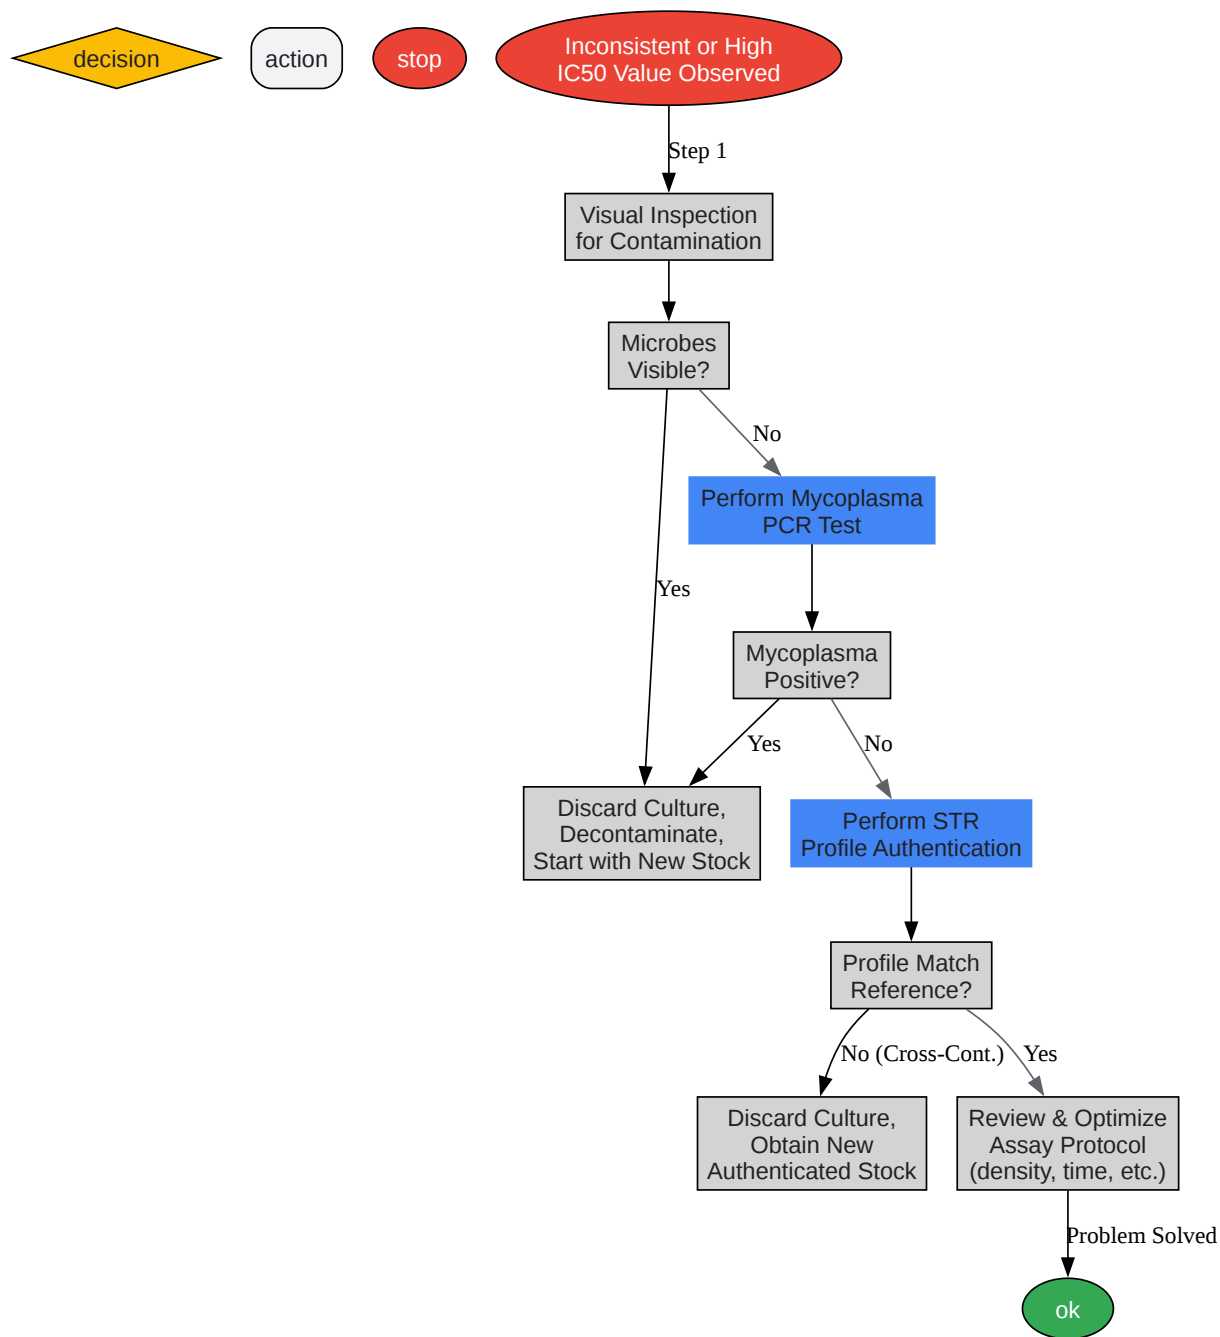 decision
action
stop
Inconsistent or High
IC50 Value Observed
Step 1
Visual Inspection
for Contamination
Microbes
Visible?
No
Perform Mycoplasma
PCR Test
Yes
Mycoplasma
Positive?
Yes
No
Discard Culture,
Decontaminate,
Start with New Stock
Perform STR
Profile Authentication
Profile Match
Reference?
No (Cross-Cont.)
Yes
Discard Culture,
Obtain New
Authenticated Stock
Review & Optimize
Assay Protocol
(density, time, etc.)
Problem Solved
ok